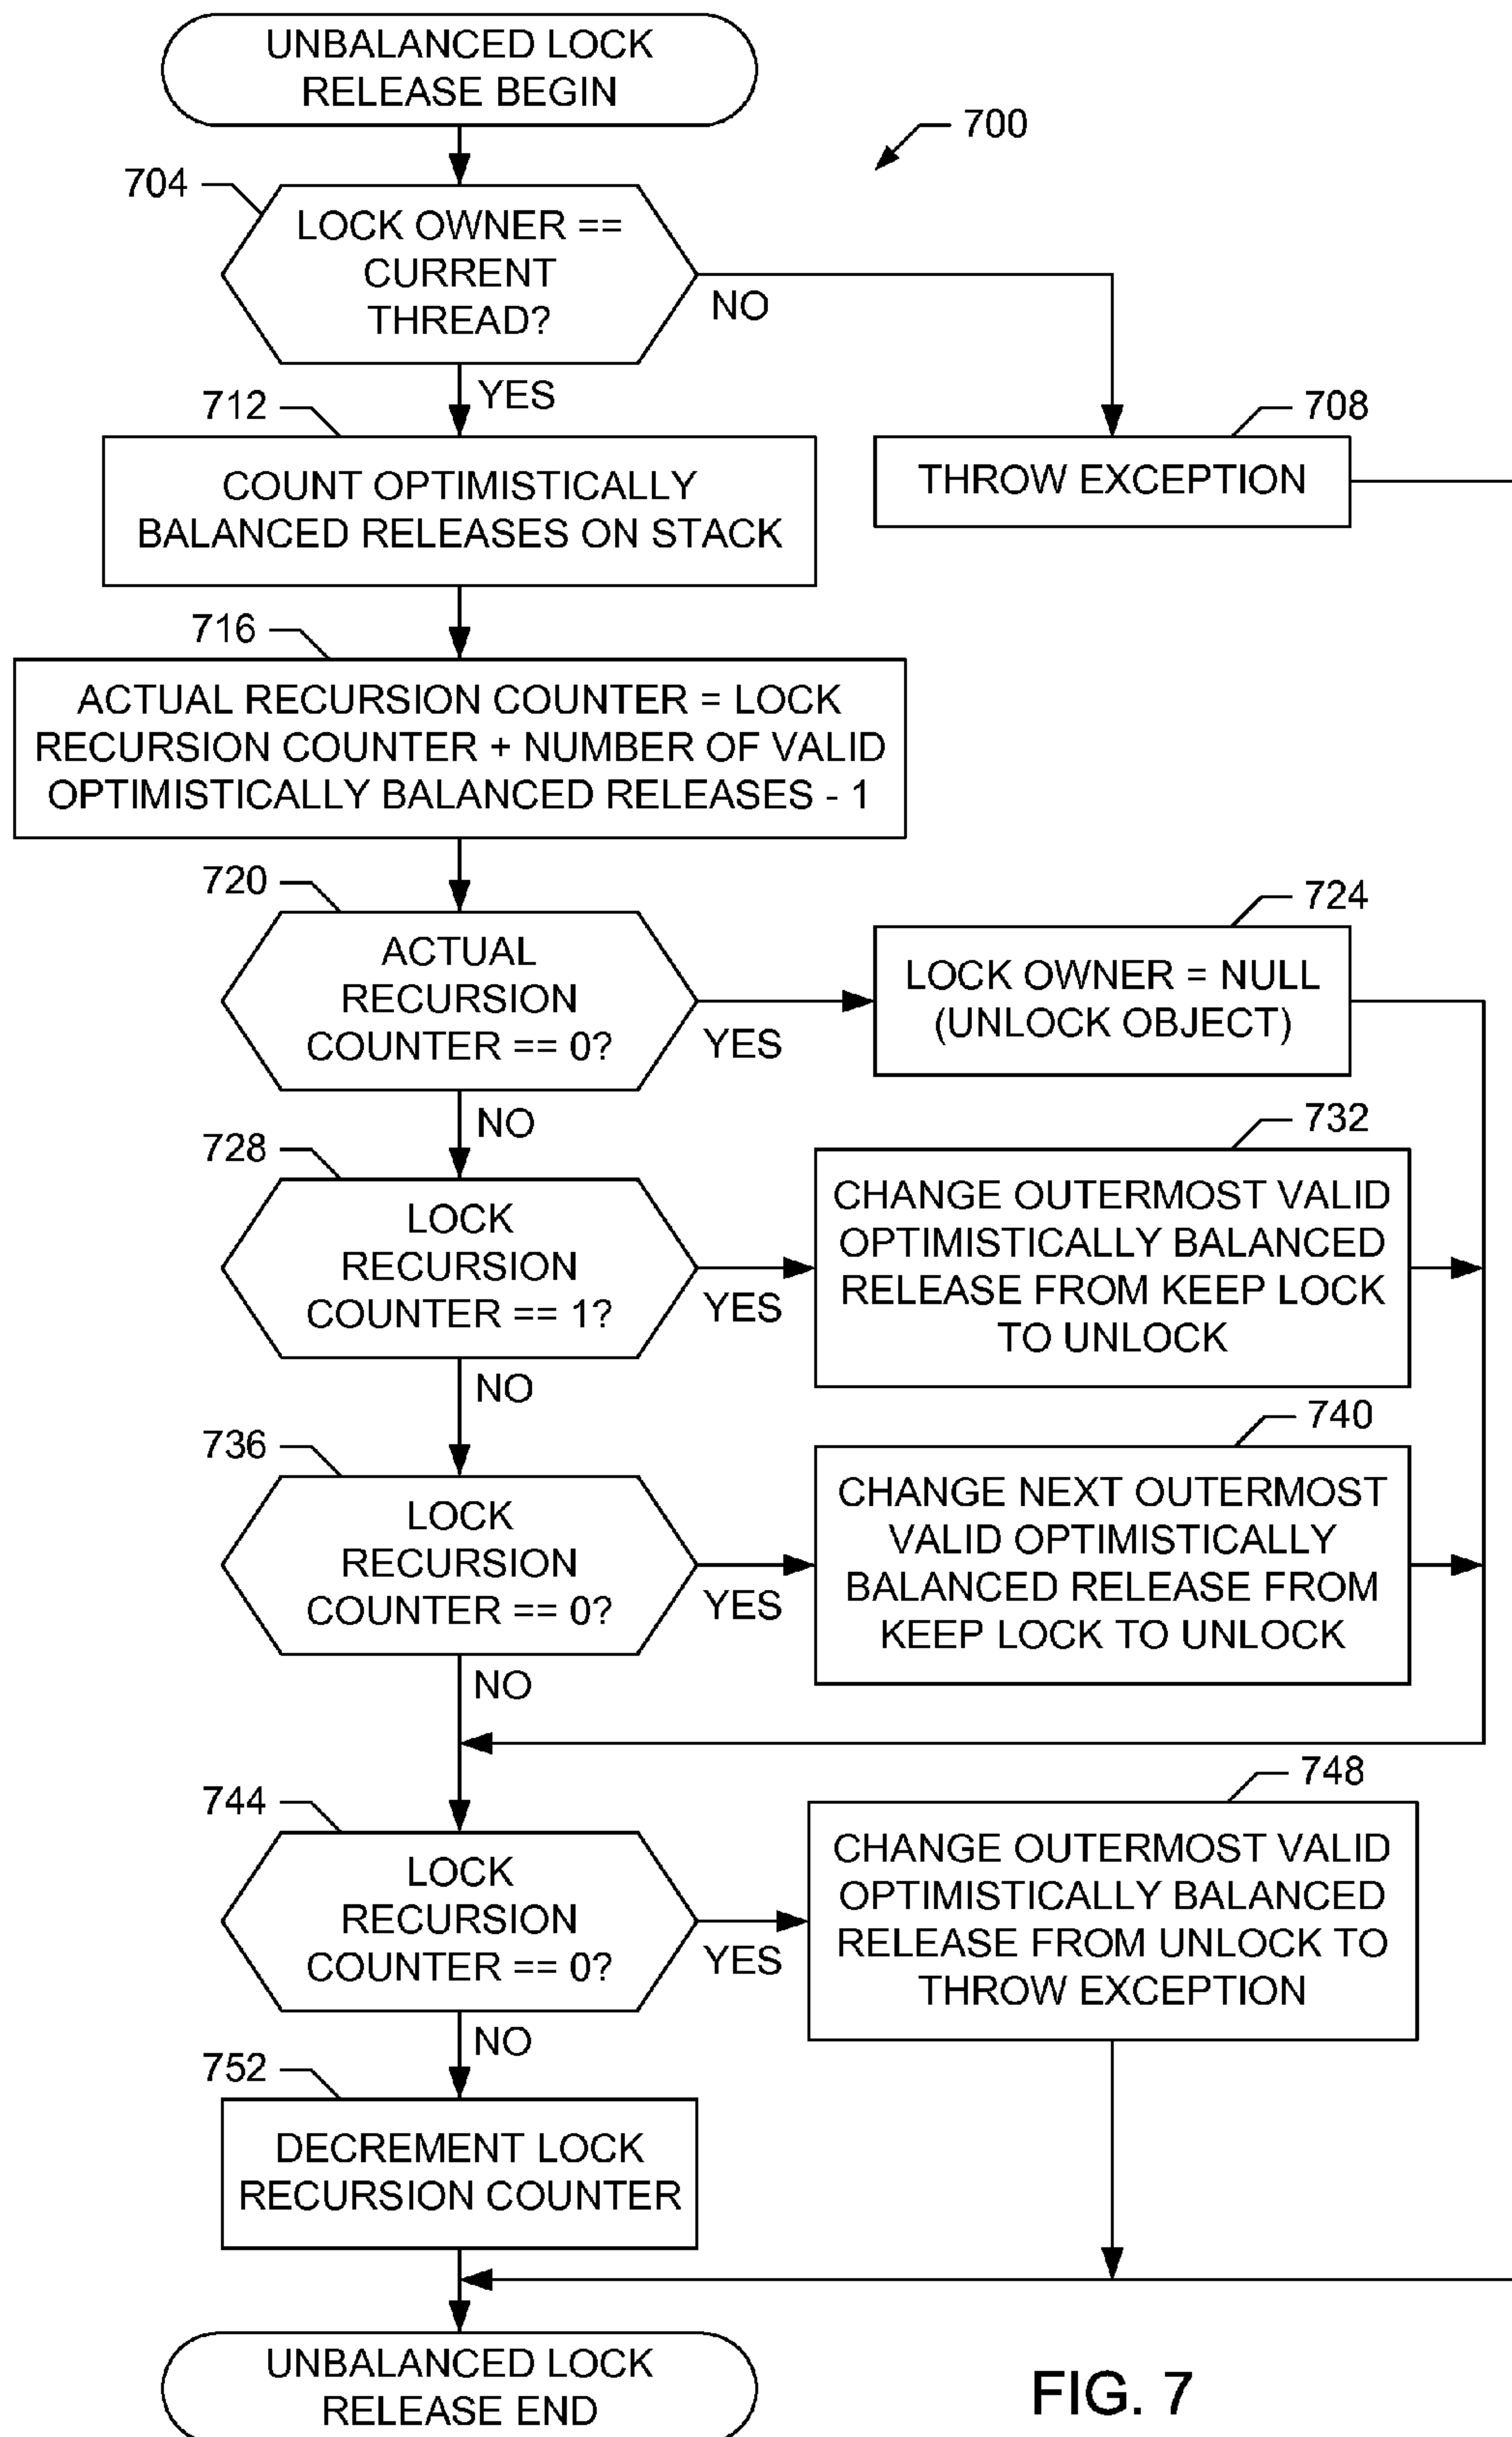 UNBALANCED LOCK
RELEASE BEGIN
700
704
LOCK OWNER ==
CURRENT
THREAD?
NO
YES
712
COUNT OPTIMISTICALLY
BALANCED RELEASES ON STACK
708
THROW EXCEPTION
716
ACTUAL RECURSION COUNTER = LOCK
RECURSION COUNTER + NUMBER OF VALID
OPTIMISTICALLY BALANCED RELEASES - 1
720
ACTUAL
RECURSION
COUNTER == 0?
YES
724
LOCK OWNER = NULL
(UNLOCK OBJECT)
NO
728
LOCK
RECURSION
COUNTER == 1?
YES
732
CHANGE OUTERMOST VALID
OPTIMISTICALLY BALANCED
RELEASE FROM KEEP LOCK
TO UNLOCK
NO
736
LOCK
RECURSION
COUNTER == 0?
YES
740
CHANGE NEXT OUTERMOST
VALID OPTIMISTICALLY
BALANCED RELEASE FROM
KEEP LOCK TO UNLOCK
NO
744
LOCK
RECURSION
COUNTER == 0?
YES
748
CHANGE OUTERMOST VALID
OPTIMISTICALLY BALANCED
RELEASE FROM UNLOCK TO
THROW EXCEPTION
NO
752
DECREMENT LOCK
RECURSION COUNTER
UNBALANCED LOCK
RELEASE END
FIG. 7